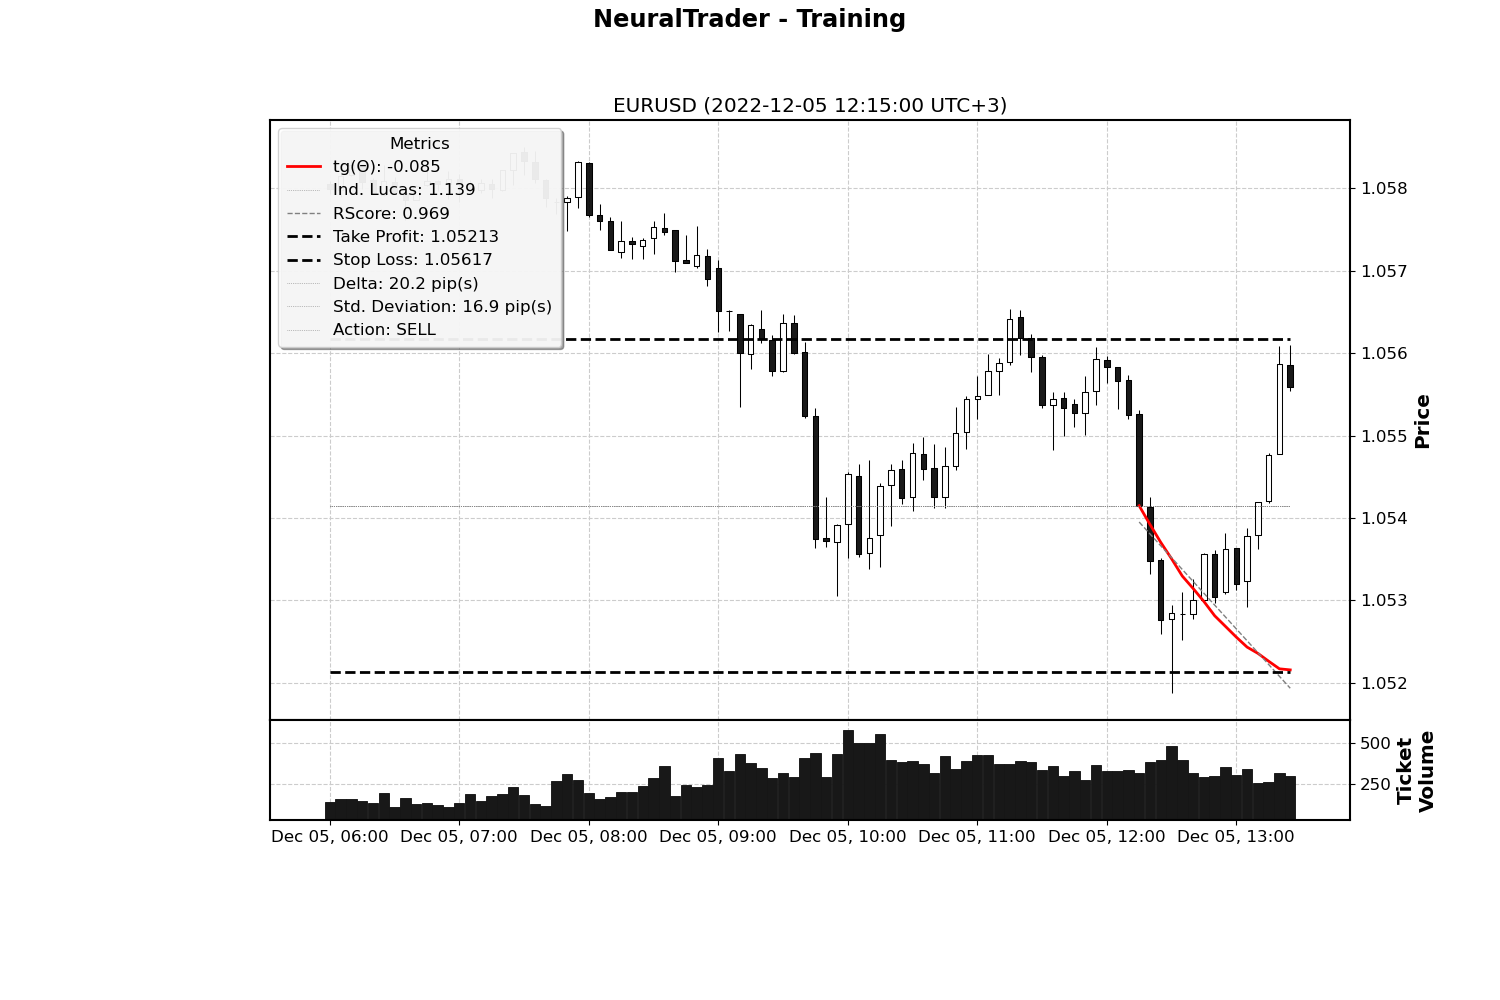 NeuralTrader - Training
EURUSD (2022-12-05 12:15:00 UTC+3)
Metrics
tg(Θ): -0.085
Ind. Lucas: 1.139
RScore: 0.969
Take Profit: 1.05213
Stop Loss: 1.05617
Delta: 20.2 pip(s)
Std. Deviation: 16.9 pip(s)
Action: SELL
1.058
1.057
1.056
1.055
1.054
1.053
1.052
Price
500
250
Ticket
Volume
Dec 05, 06:00 Dec 05, 07:00 Dec 05, 08:00 Dec 05, 09:00 Dec 05, 10:00 Dec 05, 11:00 Dec 05, 12:00 Dec 05, 13:00